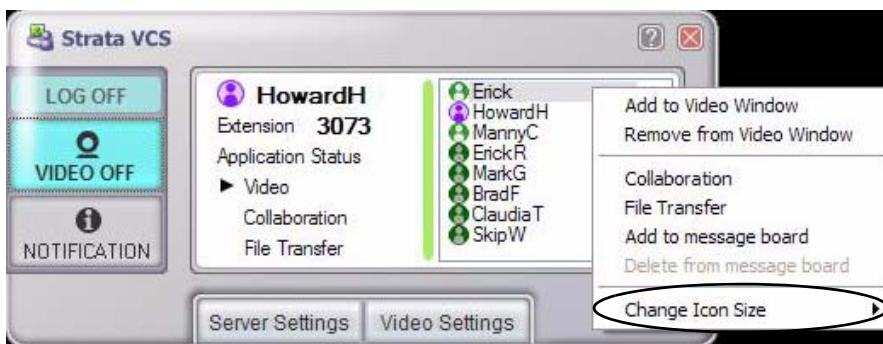 Strata VCS
?
LOG OFF
VIDEO OFF
NOTIFICATION
HowardH
Extension 3073
Application Status
Video
Collaboration
File Transfer
Erick
HowardH
MannyC
ErickR
MarkG
BradF
ClaudiaT
SkipW
Add to Video Window
Remove from Video Window
Collaboration
File Transfer
Add to message board
Delete from message board
Change Icon Size
Server Settings
Video Settings